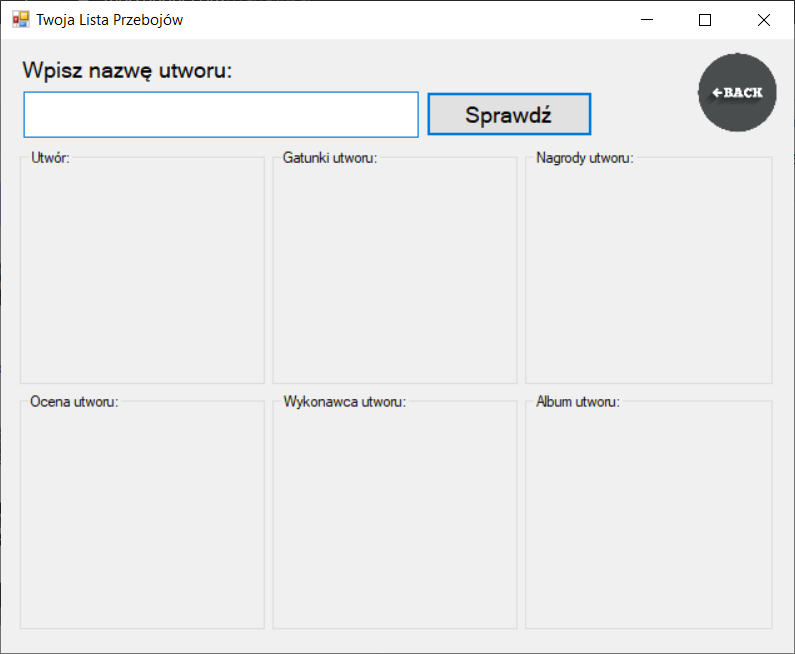 Twoja Lista Przebojów
Wpisz nazwę utworu:
←BACK
Sprawdź
Utwór:
Gatunki utworu:
Nagrody utworu:
Ocena utworu:
Wykonawca utworu:
Album utworu: